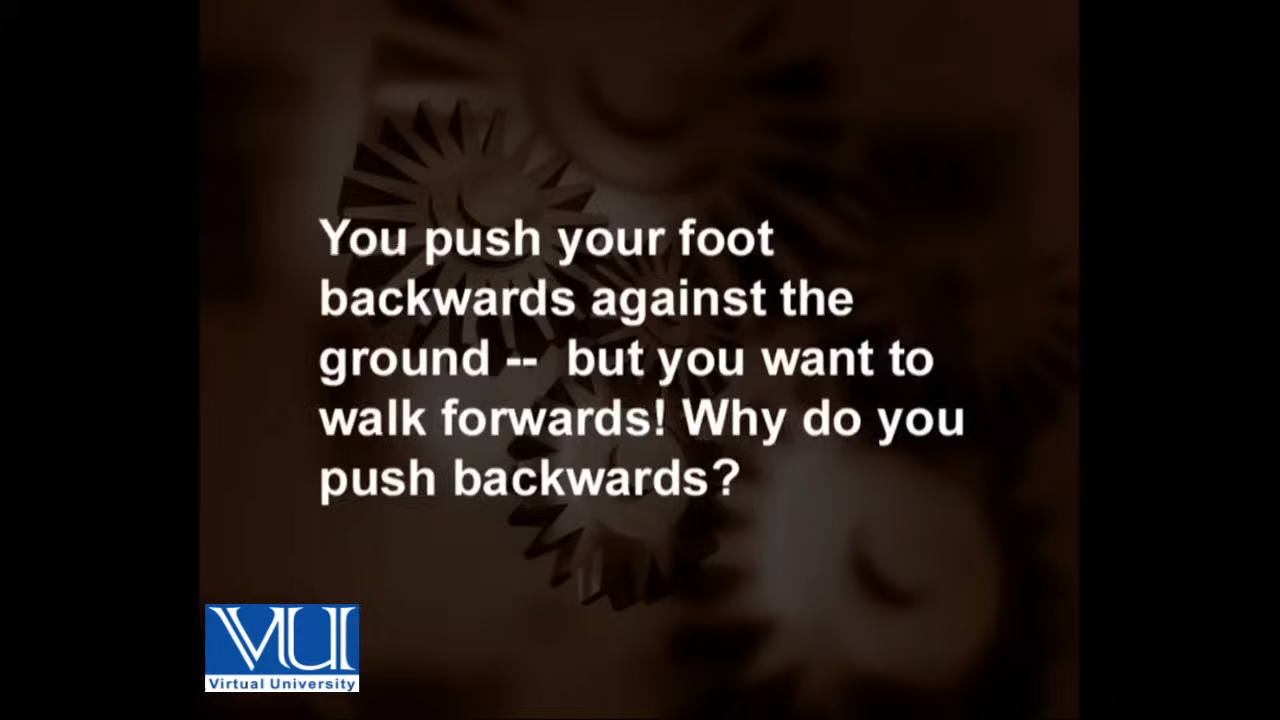 You push your foot
backwards against the
ground --  but you want to
walk forwards! Why do you
push backwards?
VU
Virtual University